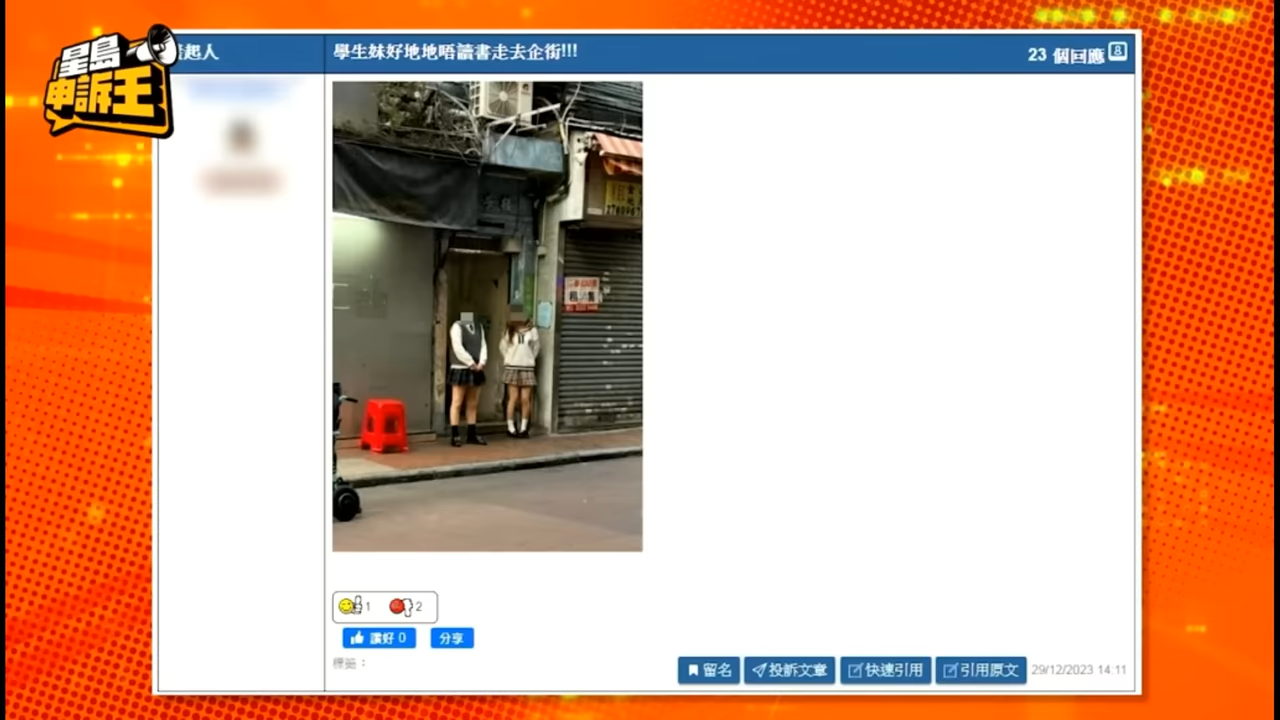 星島
申訴王
起人
學生妹好地地唔讀書走去企街!!!
23 個回應
8
1
2
讚好 0
分享
標籤：
留名
投訴文章
快速引用
引用原文
29/12/2023 14:11